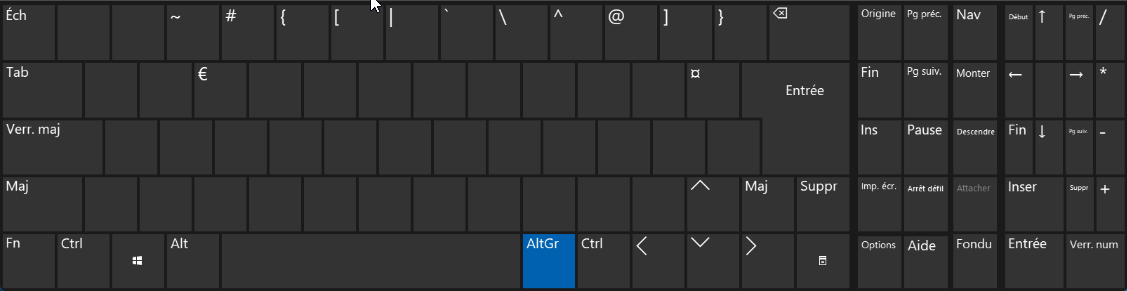 Éch ~ # { [ | ` \ ^ @ ] } Origine Pg préc. Nav Début ↑ Pg préc. /
Tab € ¤ Entrée Fin Pg suiv. Monter ← → *
Verr. maj Ins Pause Descendre Fin ↓ Pg suiv. -
Maj Maj Suppr Imp. écr. Arrêt défil Attacher Inser Suppr +
Fn Ctrl Alt AltGr Ctrl Options Aide Fondu Entrée Verr. num